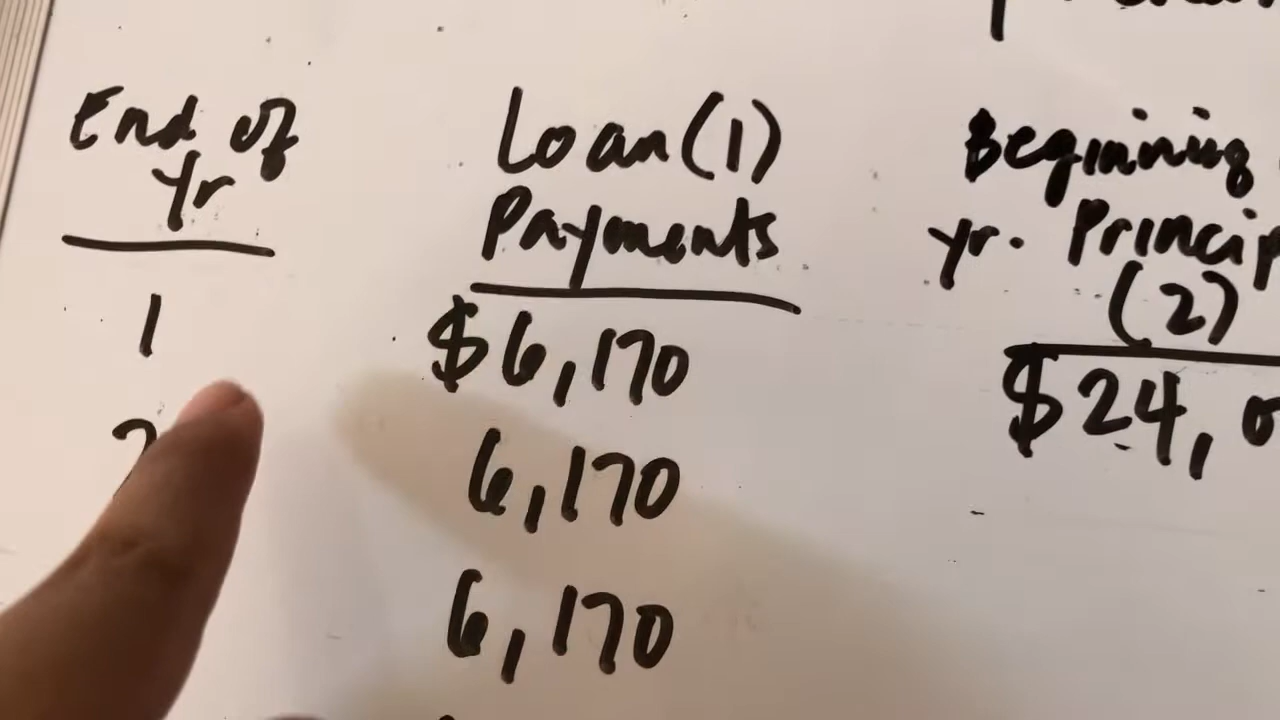 End of
Yr
Loan (1)
Payments
Beginning
yr. Princip
(2)
1
$6,170
$24,0
2
6,170
6,170